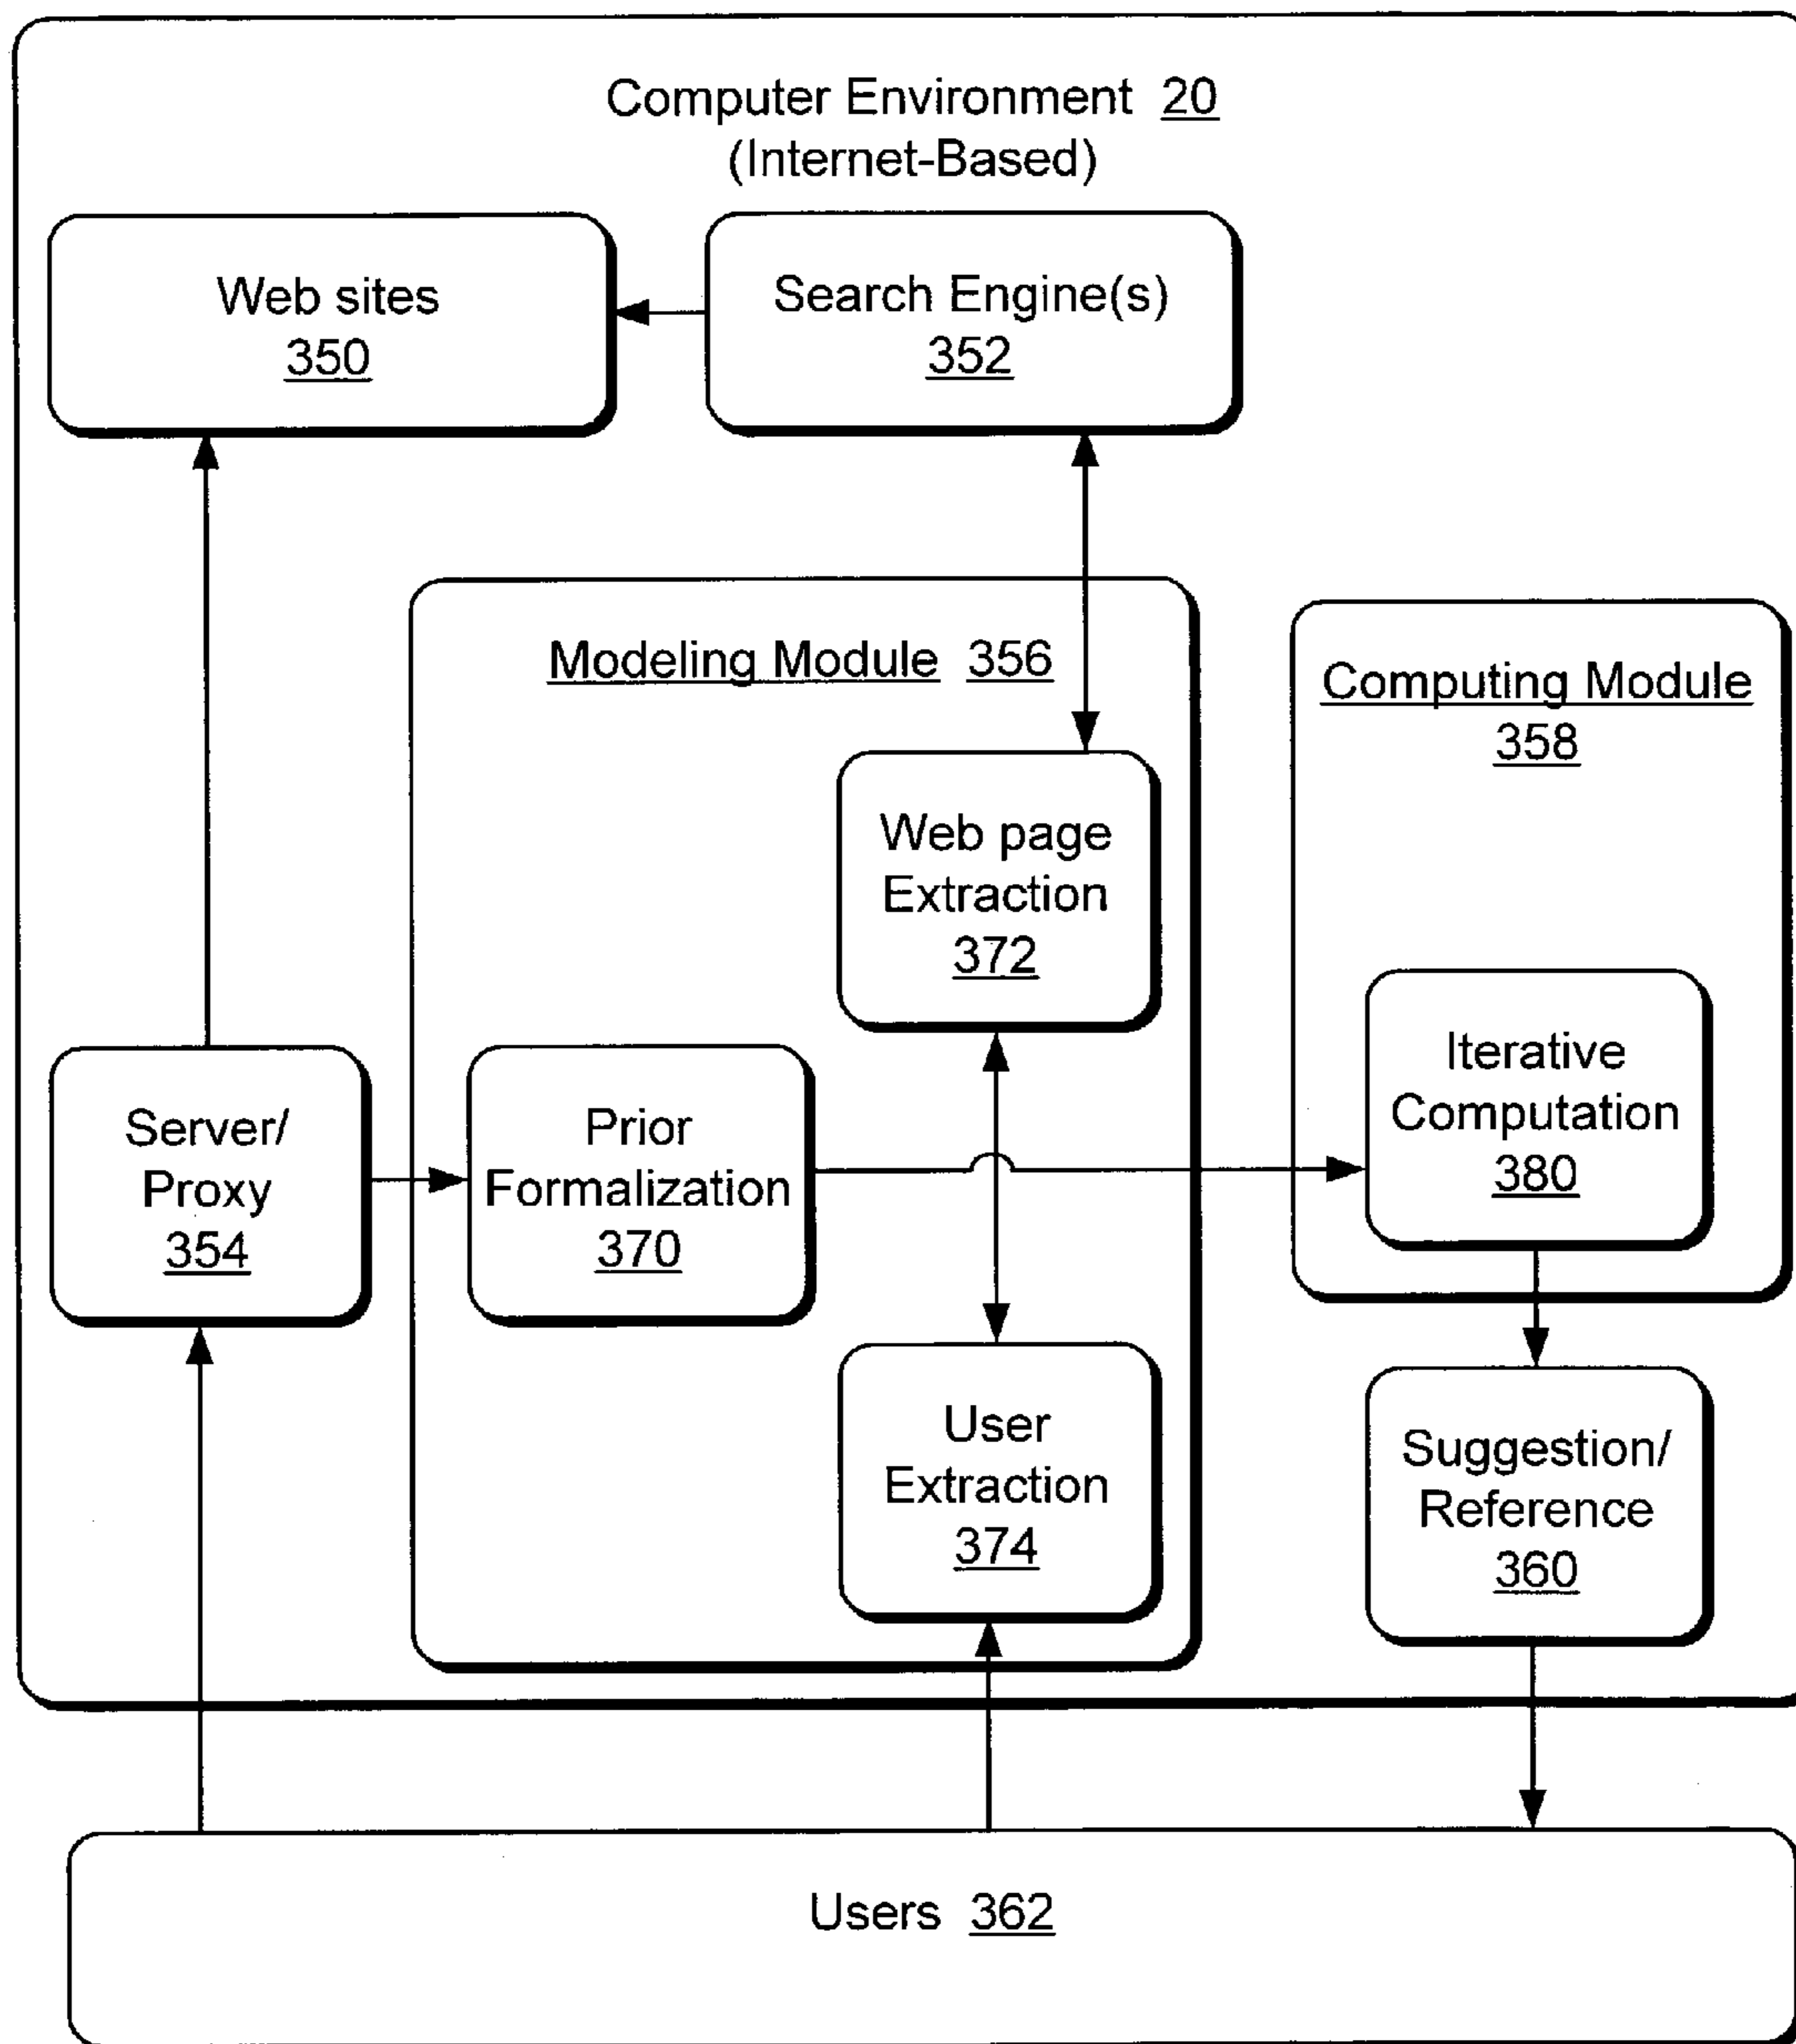 Computer Environment 20
(Internet-Based)
Web sites
350
Search Engine(s)
352
Modeling Module 356
Computing Module
358
Web page
Extraction
372
Server/
Proxy
354
Prior
Formalization
370
Iterative
Computation
380
User
Extraction
374
Suggestion/
Reference
360
Users 362